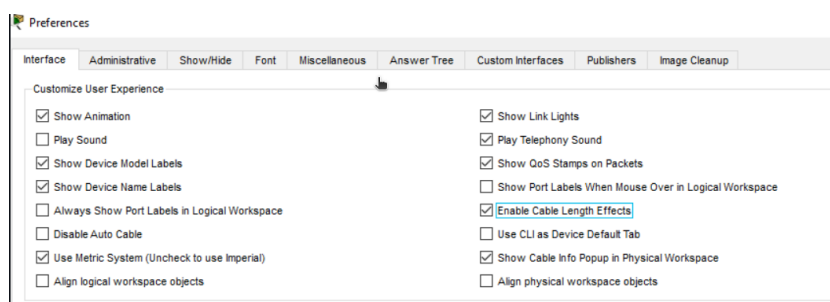 Preferences
Interface Administrative Show/Hide Font Miscellaneous Answer Tree Custom Interfaces Publishers Image Cleanup
Customize User Experience
Show Animation
Show Link Lights
Play Sound
Play Telephony Sound
Show Device Model Labels
Show QoS Stamps on Packets
Show Device Name Labels
Show Port Labels When Mouse Over in Logical Workspace
Always Show Port Labels in Logical Workspace
Enable Cable Length Effects
Disable Auto Cable
Use CLI as Device Default Tab
Use Metric System (Uncheck to use Imperial)
Show Cable Info Popup in Physical Workspace
Align logical workspace objects
Align physical workspace objects